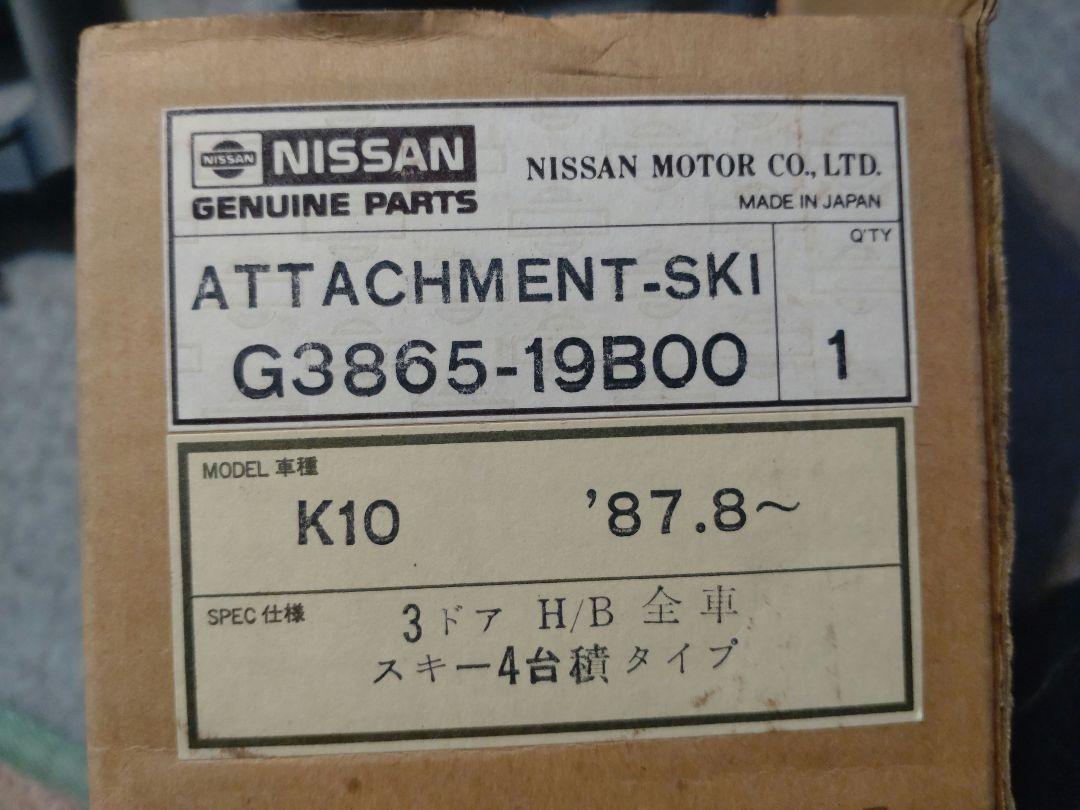 NISSAN NISSAN
GENUINE PARTS
NISSAN MOTOR CO., LTD.
MADE IN JAPAN
ATTACHMENT-SKI
G3865-19B00
Q'TY
1
MODEL 車種
K10 '87.8～
SPEC 仕様
3ドア H/B 全車
スキー4台積タイプ